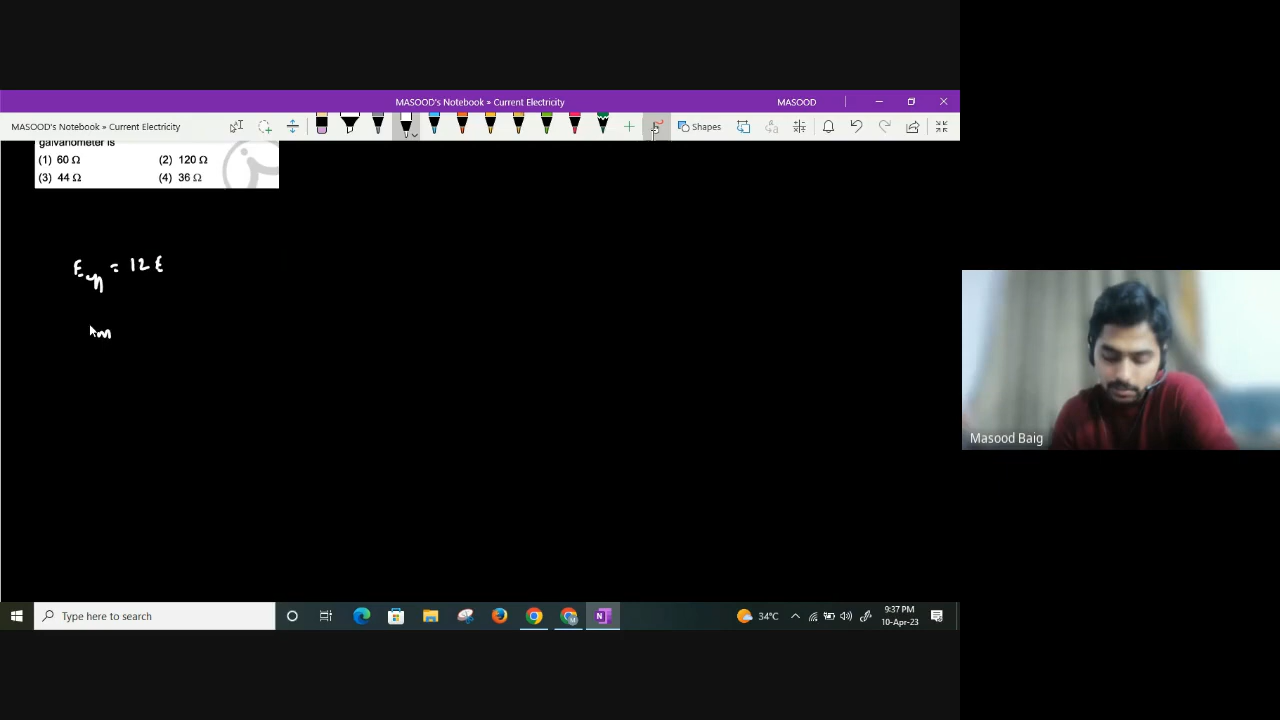 MASOOD's Notebook » Current Electricity
MASOOD
MASOOD's Notebook » Current Electricity
Shapes
galvanometer is
(1) 60 Ω (2) 120 Ω
(3) 44 Ω (4) 36 Ω
E = 12 E
m
Masood Baig
Type here to search
34°C
9:37 PM
10-Apr-23